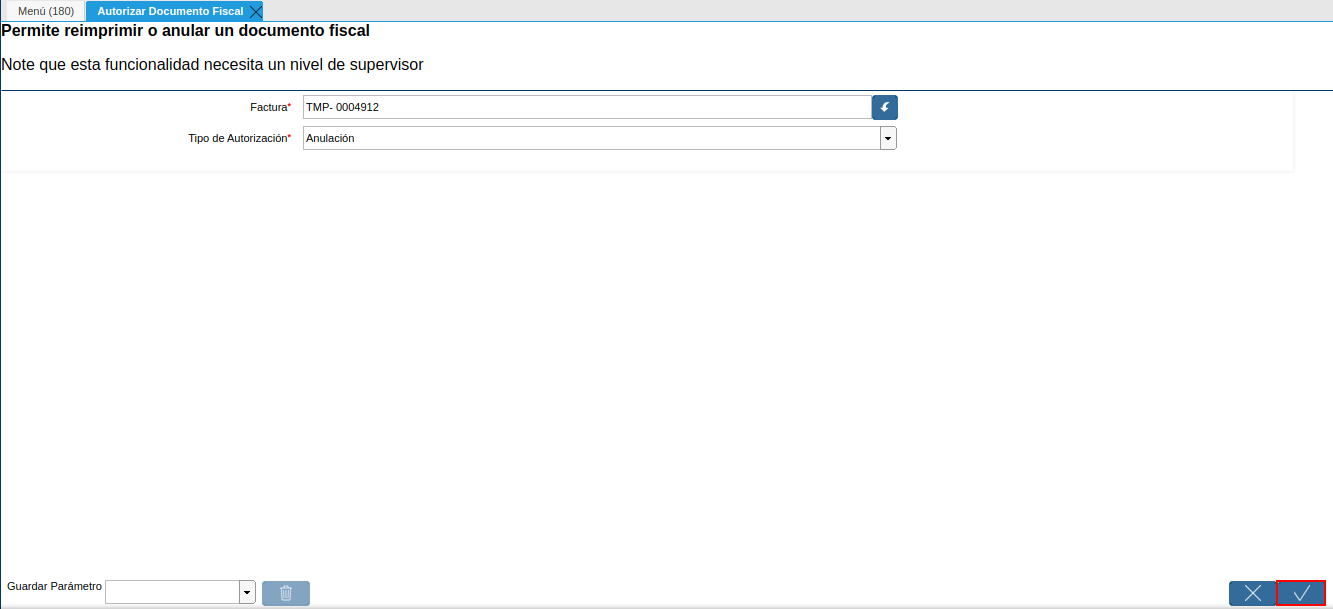 Menú (180) Autorizar Documento Fiscal
Permite reimprimir o anular un documento fiscal
Note que esta funcionalidad necesita un nivel de supervisor
Factura* TMP- 0004912
Tipo de Autorización* Anulación
Guardar Parámetro